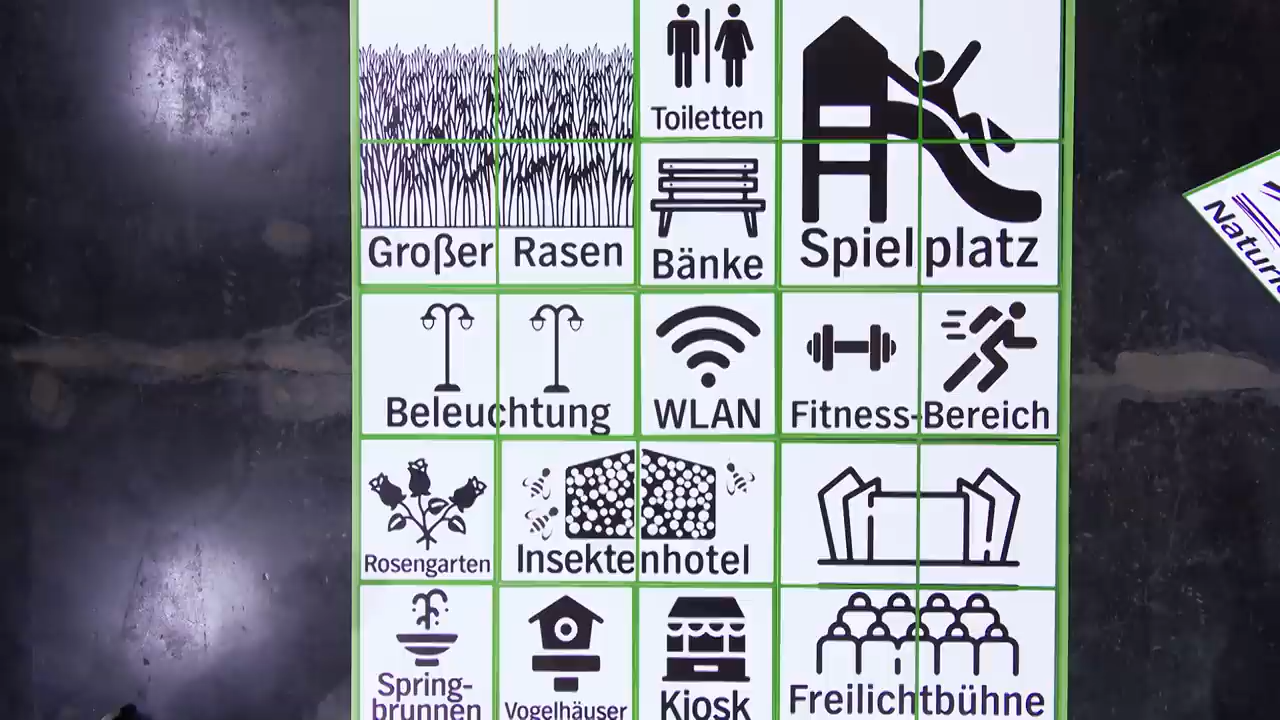 Toiletten
Großer Rasen
Bänke
Spielplatz
Beleuchtung
WLAN
Fitness-Bereich
Rosengarten
Insektenhotel
Spring-
brunnen
Vogelhäuser
Kiosk
Freilichtbühne